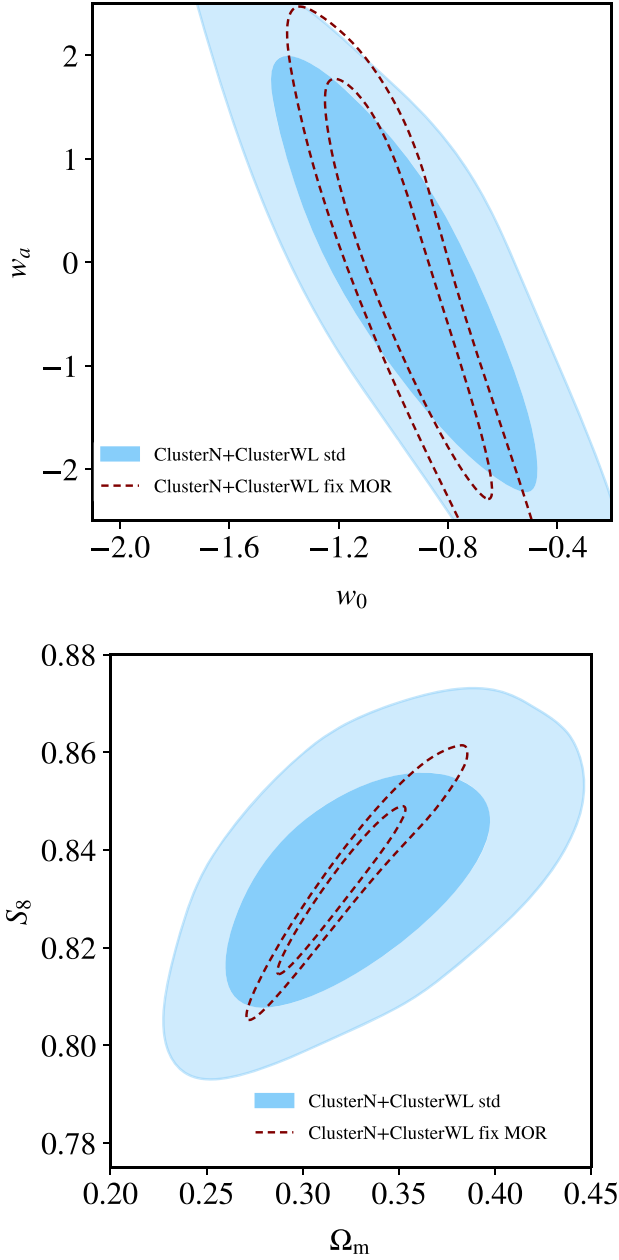 2
1
0
−1
−2
w_a
ClusterN+ClusterWL std
ClusterN+ClusterWL fix MOR
−2.0 −1.6 −1.2 −0.8 −0.4
w_0
0.88
0.86
0.84
0.82
0.80
0.78
S_8
ClusterN+ClusterWL std
ClusterN+ClusterWL fix MOR
0.20 0.25 0.30 0.35 0.40 0.45
Ω_m